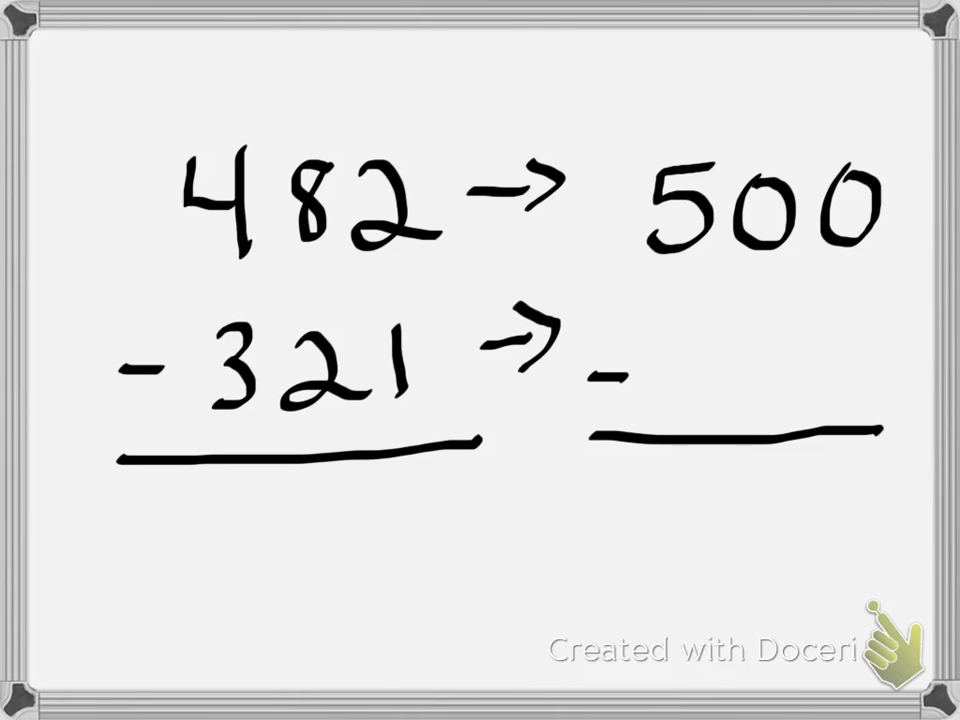 482 → 500
- 321 → -
Created with Doceri